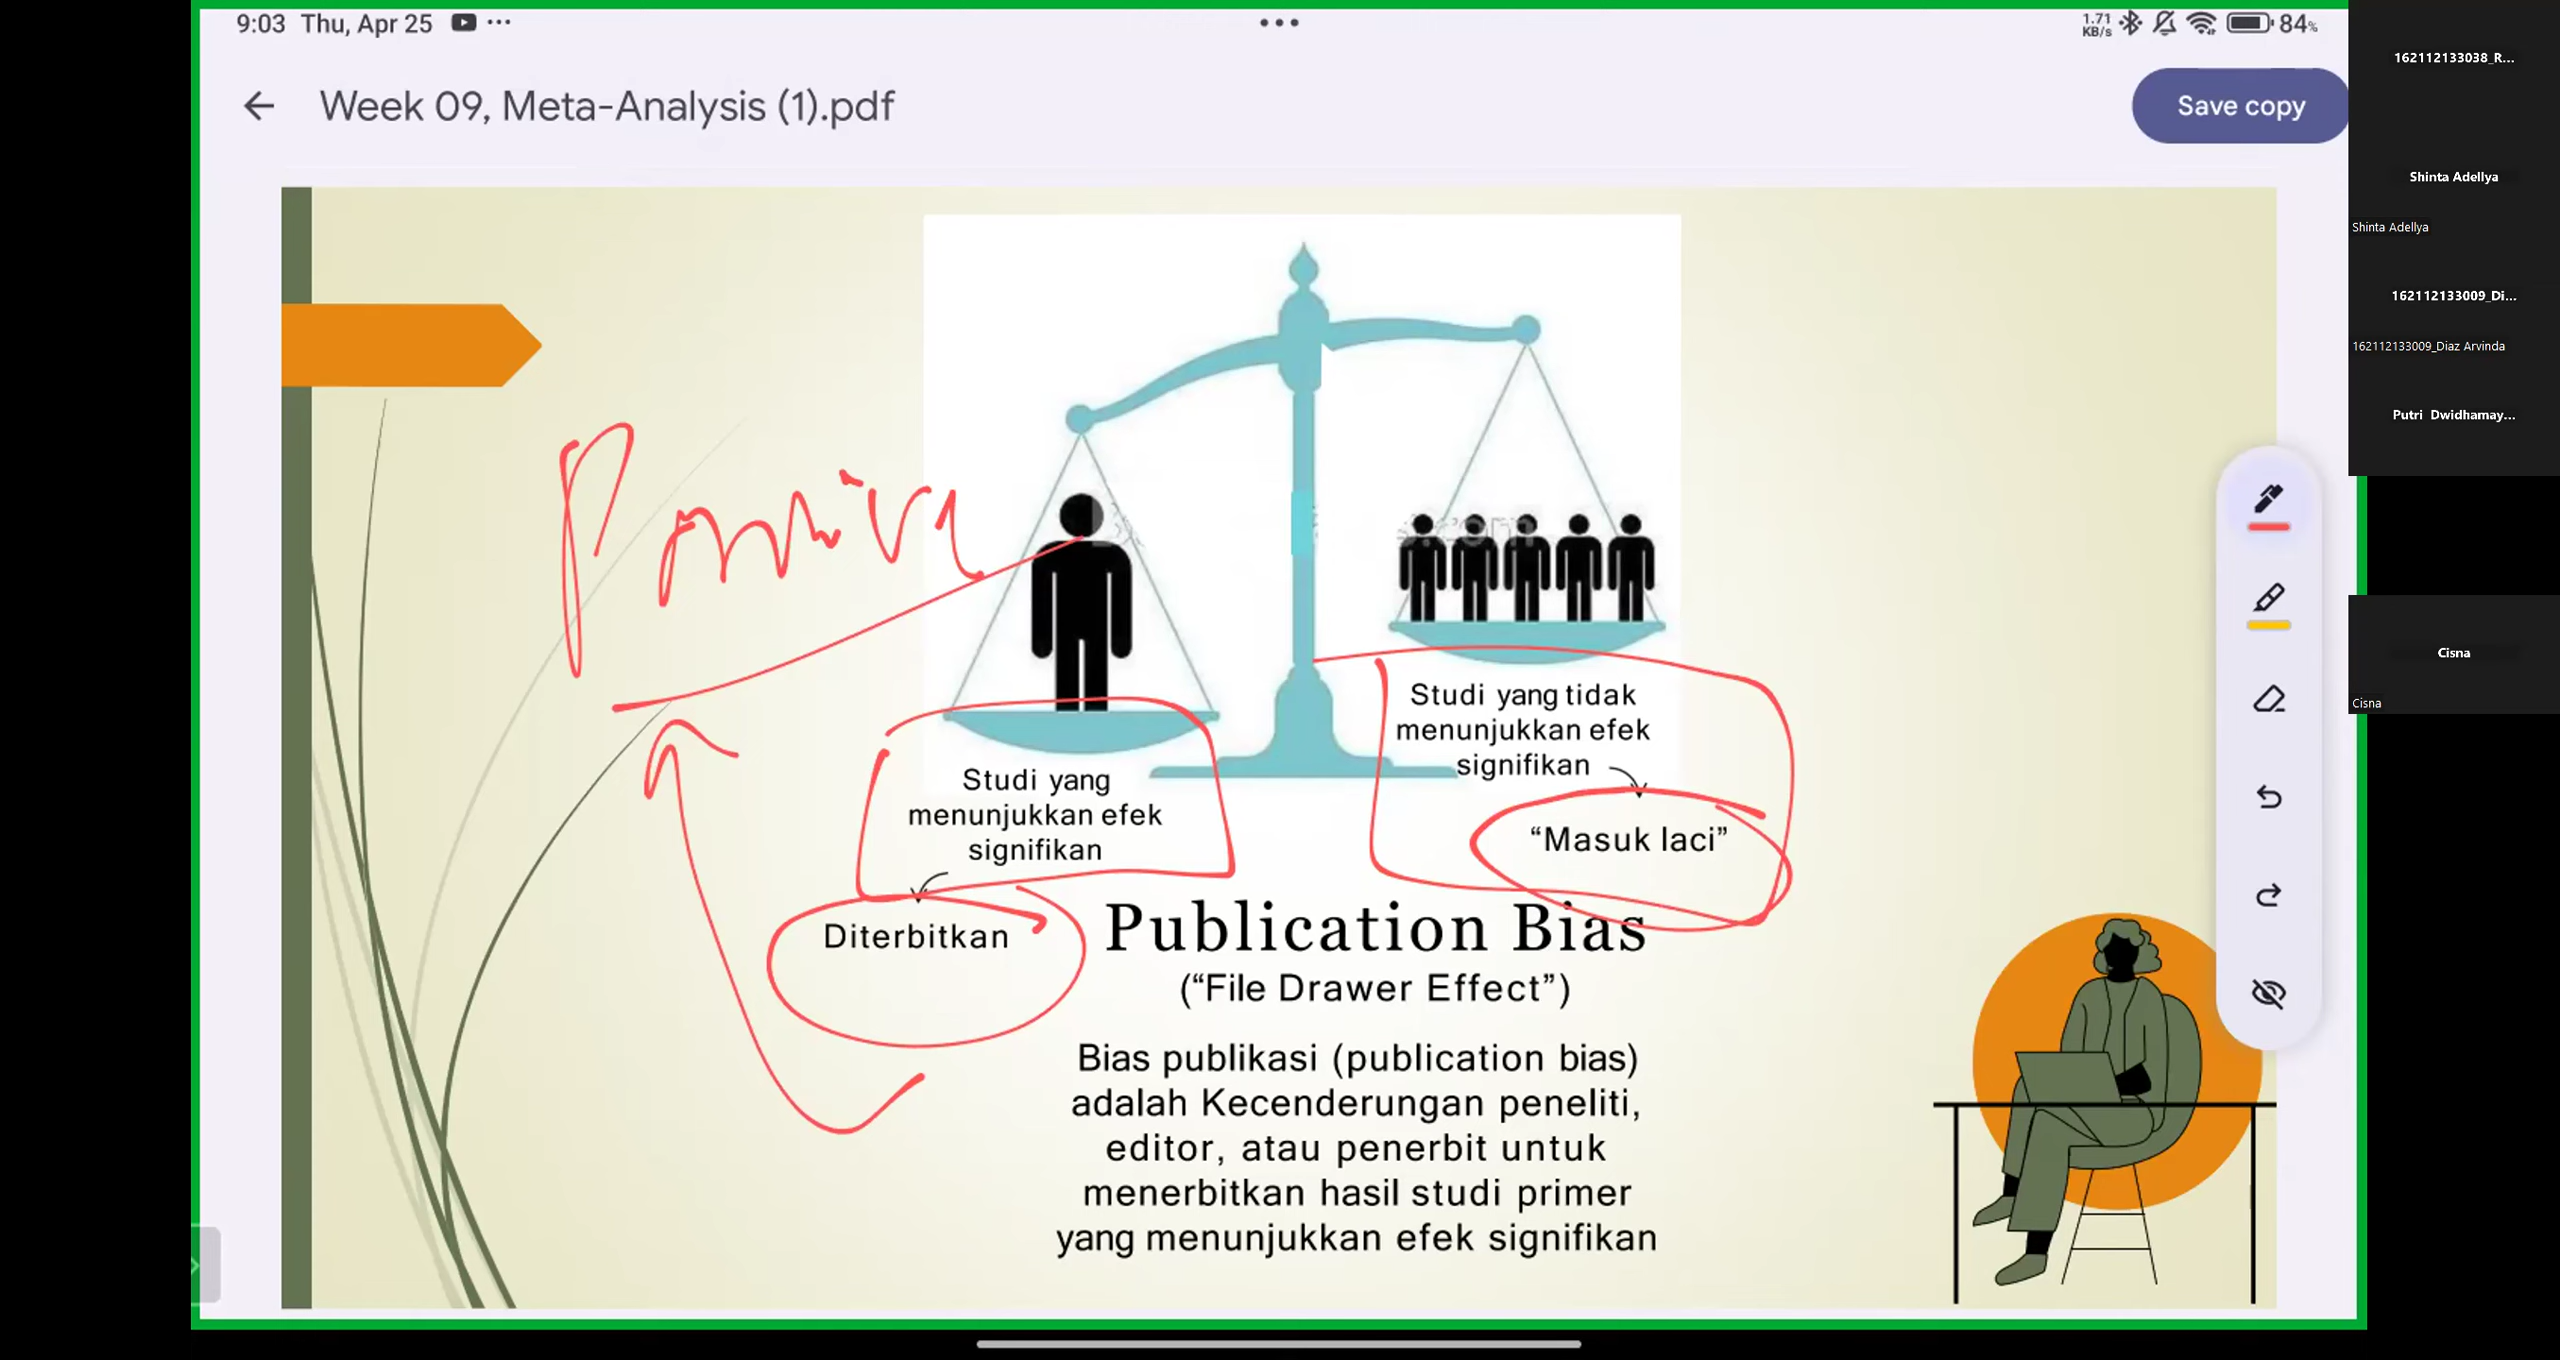 9:03 Thu, Apr 25
1.71 KB/s
84%
Week 09, Meta-Analysis (1).pdf
Save copy
162112133038_R...
Shinta Adellya
Shinta Adellya
162112133009_Di...
162112133009_Diaz Arvinda
Putri Dwidhamay...
Cisna
Cisna
Studi yang
menunjukkan efek
signifikan
Diterbitkan
Studi yang tidak
menunjukkan efek
signifikan
“Masuk laci”
Publication Bias
(“File Drawer Effect”)
Bias publikasi (publication bias)
adalah Kecenderungan peneliti,
editor, atau penerbit untuk
menerbitkan hasil studi primer
yang menunjukkan efek signifikan